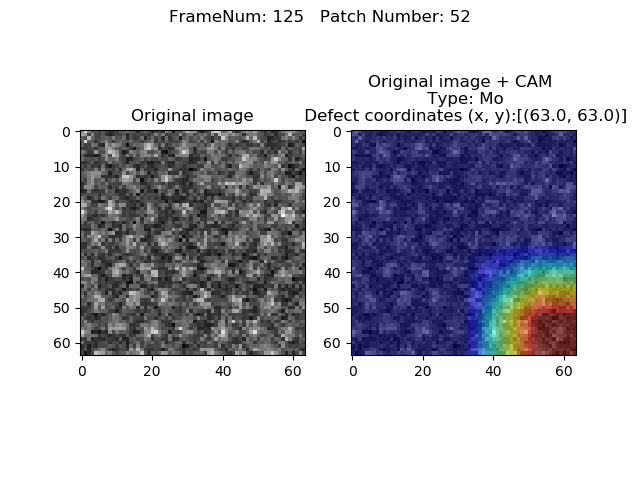 FrameNum: 125   Patch Number: 52
Original image
Original image + CAM
Type: Mo
Defect coordinates (x, y):[(63.0, 63.0)]
0
10
20
30
40
50
60
0 20 40 60
0
10
20
30
40
50
60
0 20 40 60